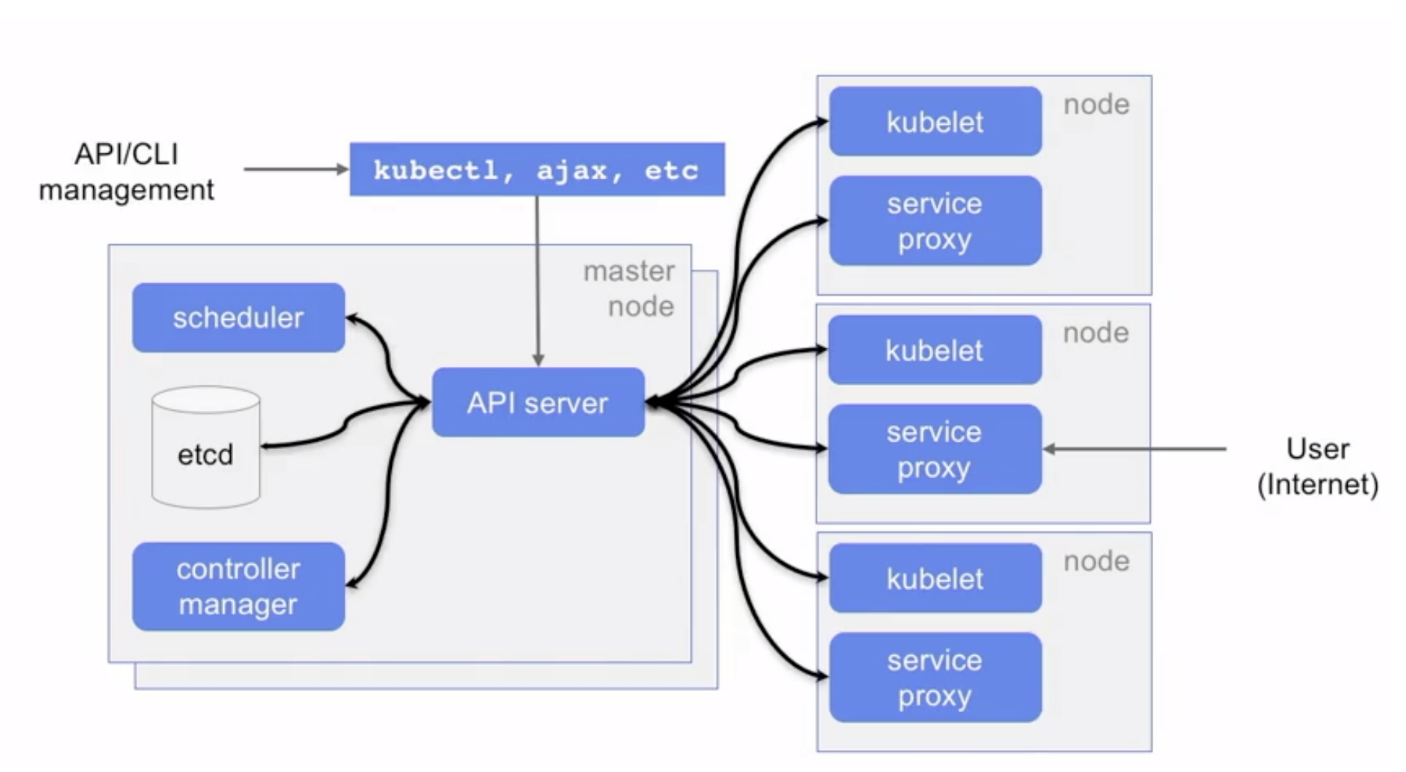 API/CLI
management
kubectl, ajax, etc
master
node
scheduler
etcd
controller
manager
API server
node
kubelet
service
proxy
node
kubelet
service
proxy
node
kubelet
service
proxy
User
(Internet)